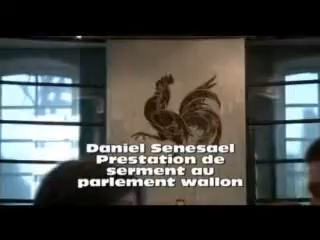 Daniel Senesael
Prestation de
serment au
parlement wallon